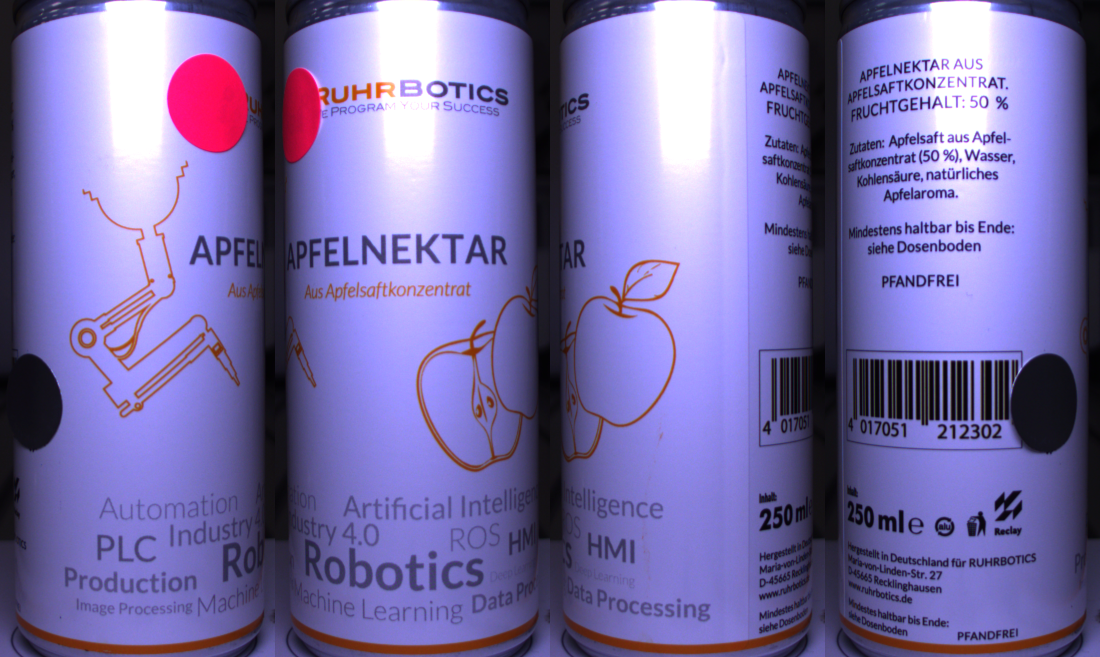 RUHRBOTICS
E PROGRAM YOUR SUCCESS
APFELNEKTAR
Aus Apfelsaftkonzentrat
Automation
Industry 4.0
PLC
Production
Image Processing
Machine Learning
Artificial Intelligence
ROS HMI
Robotics
Deep Learning
Data Processing
APFELNEKTAR AUS
APFELSAFTKONZENTRAT.
FRUCHTGEHALT: 50 %
Zutaten: Apfelsaft aus Apfel-
saftkonzentrat (50 %), Wasser,
Kohlensäure, natürliches
Apfelaroma.
Mindestens haltbar bis Ende:
siehe Dosenboden
PFANDFREI
4 017051 212302
Inhalt:
250 ml e alu Reclay
Hergestellt in Deutschland für RUHRBOTICS
Maria-von-Linden-Str. 27
D-45665 Recklinghausen
www.ruhrbotics.de
Mindestens haltbar bis Ende:
siehe Dosenboden
PFANDFREI